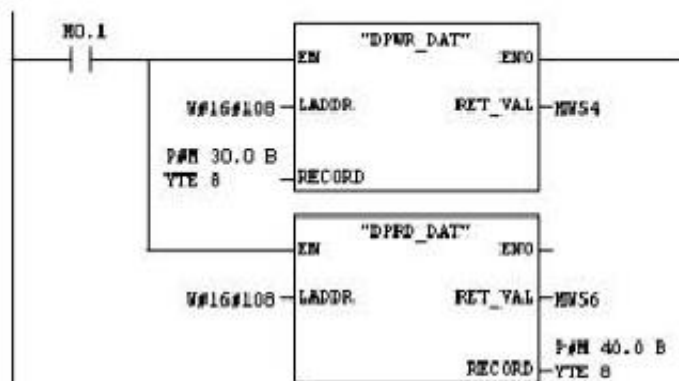 M0.1
"DPWR_DAT"
EN ENO
W#16#108 LADDR RET_VAL MW54
P#M 30.0 B
YTE 8 RECORD
"DPRD_DAT"
EN ENO
W#16#108 LADDR RET_VAL MW56
P#M 40.0 B
RECORD YTE 8